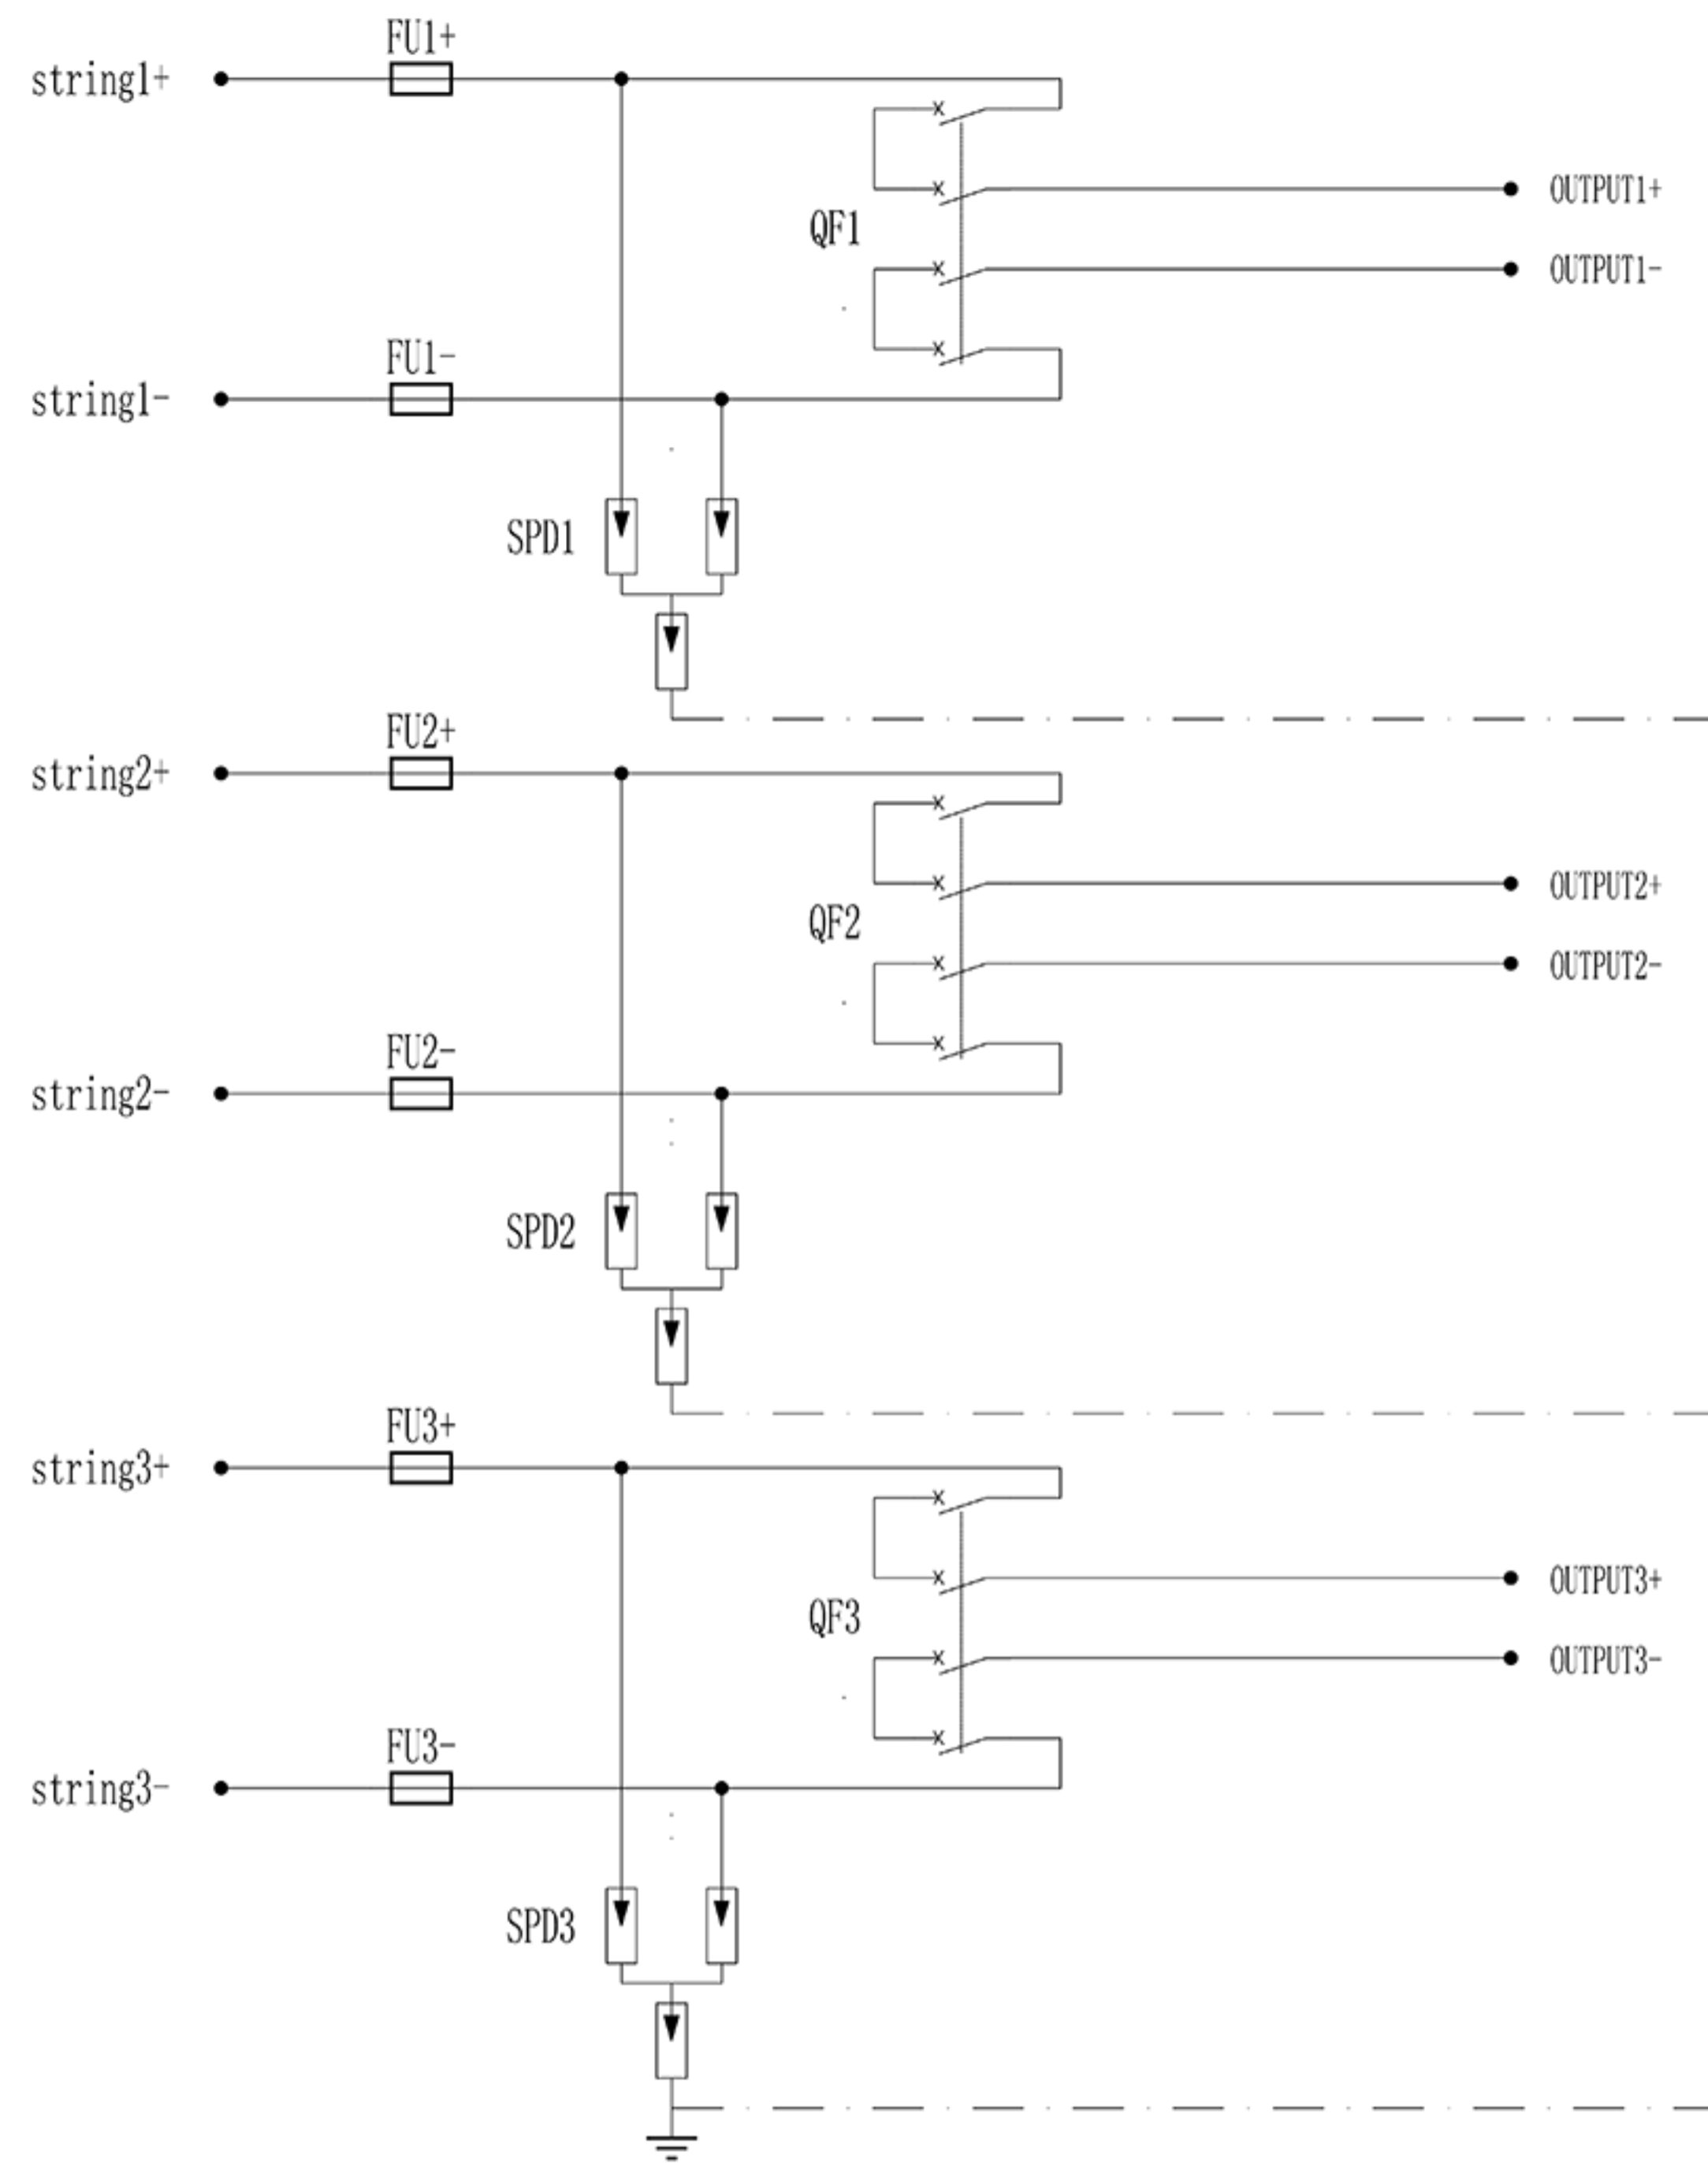 FU1+
string1+
OUTPUT1+
QF1
OUTPUT1-
FU1-
string1-
SPD1
FU2+
string2+
OUTPUT2+
QF2
OUTPUT2-
FU2-
string2-
SPD2
FU3+
string3+
OUTPUT3+
QF3
OUTPUT3-
FU3-
string3-
SPD3